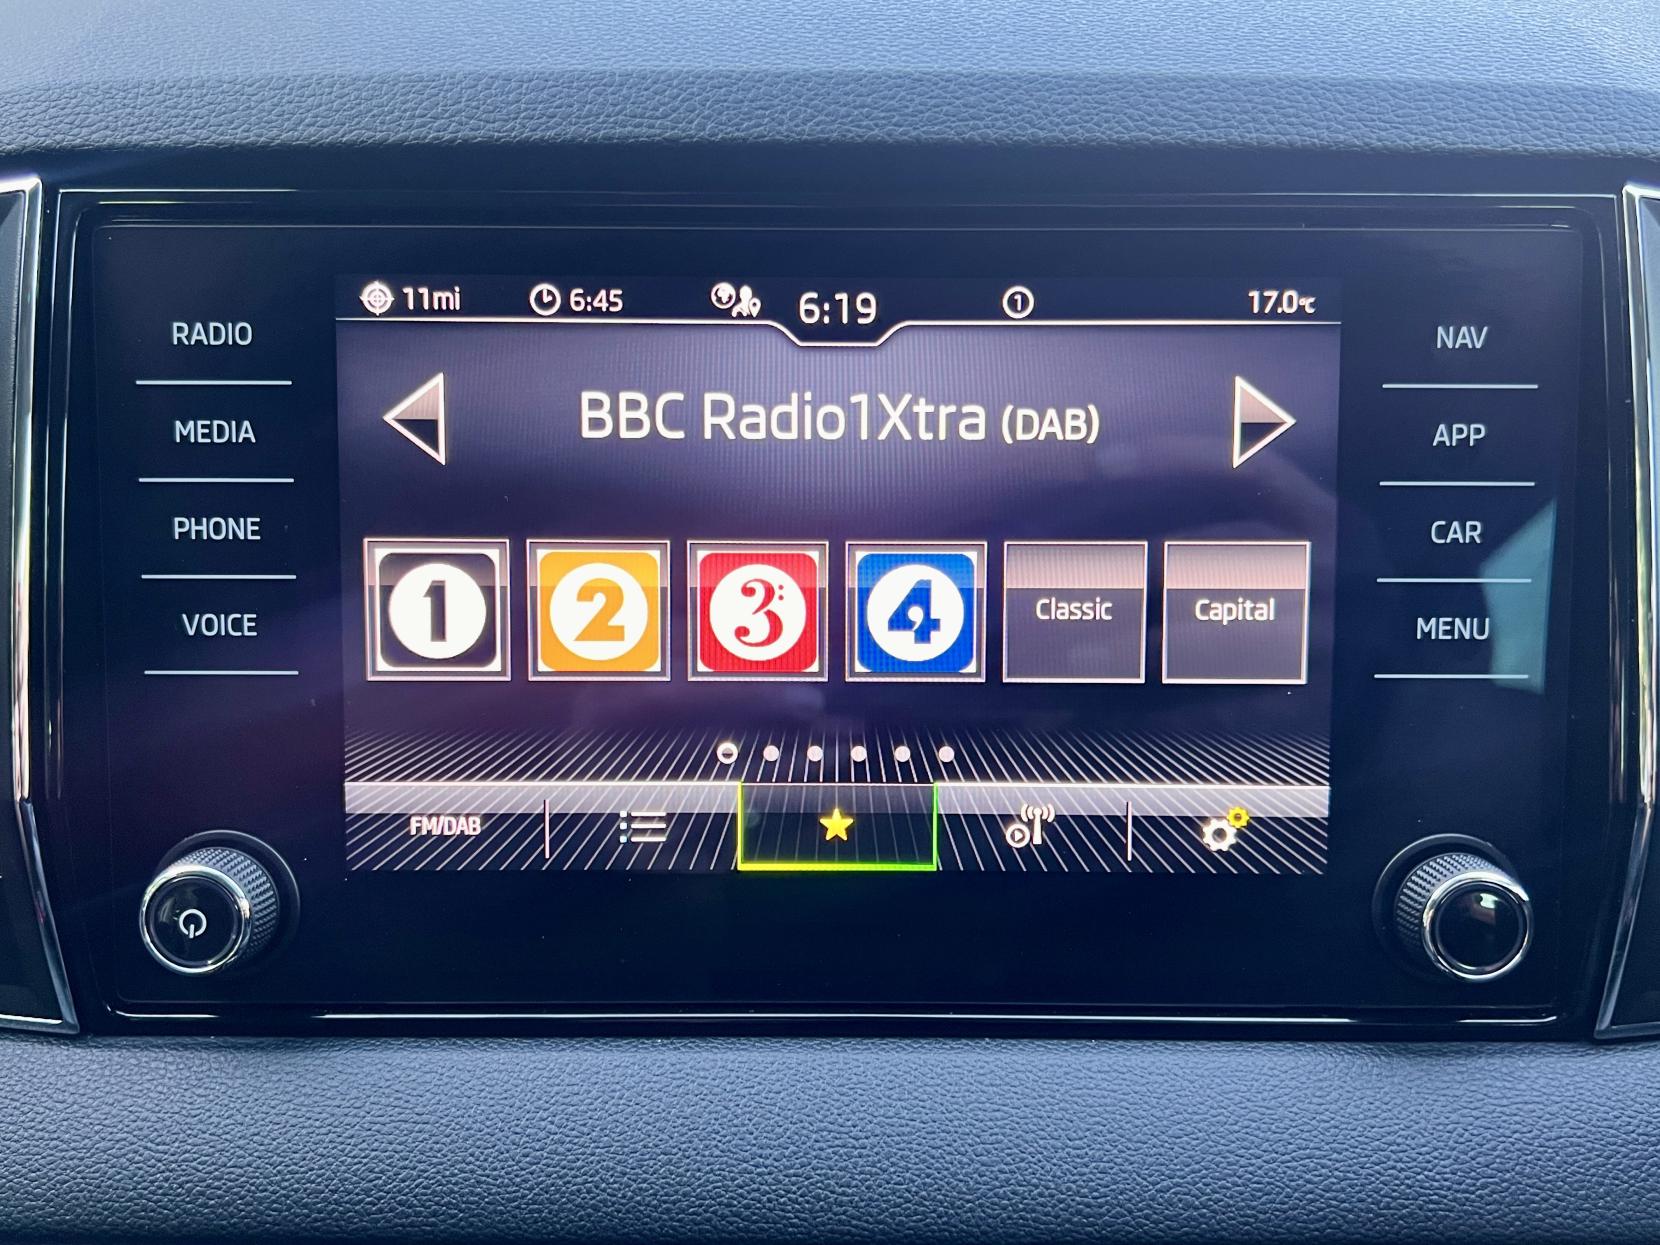 11mi 6:45 6:19 1 17.0°C
RADIO
MEDIA
PHONE
VOICE
BBC Radio1Xtra (DAB)
1 2 3 4 Classic Capital
FM/DAB
NAV
APP
CAR
MENU